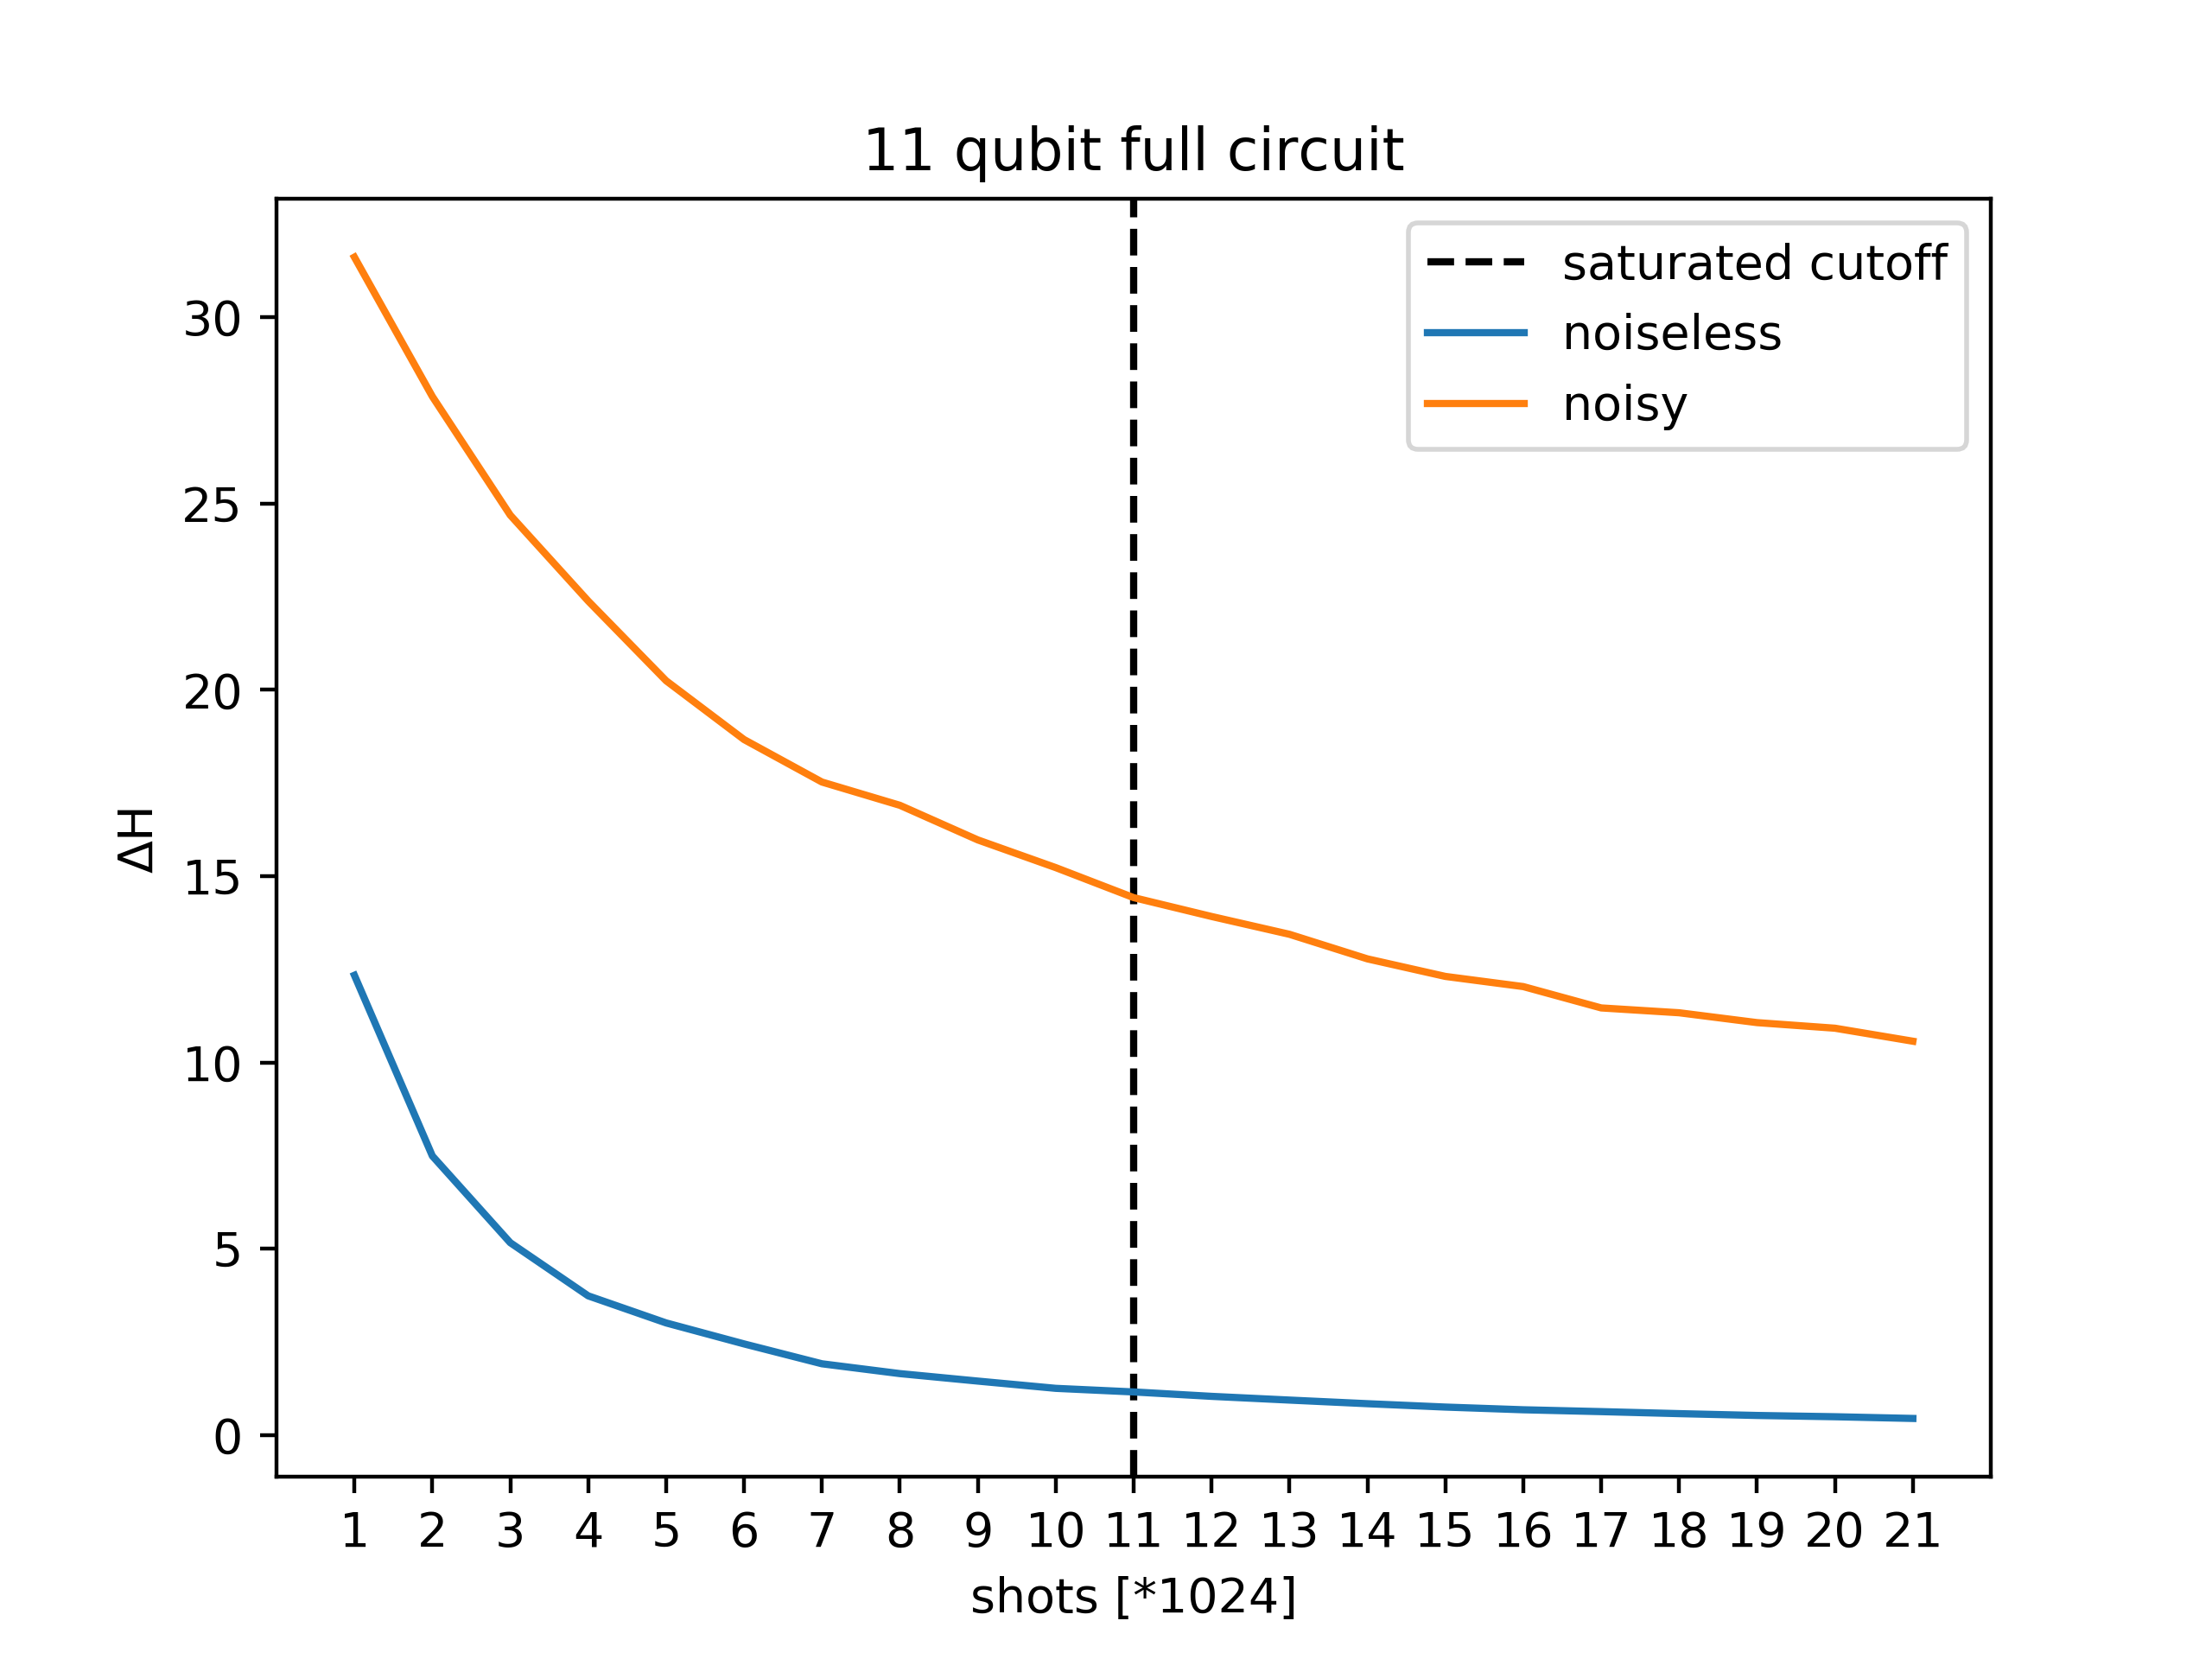 11 qubit full circuit
saturated cutoff
noiseless
noisy
30
25
20
15
10
5
0
ΔH
1 2 3 4 5 6 7 8 9 10 11 12 13 14 15 16 17 18 19 20 21
shots [*1024]